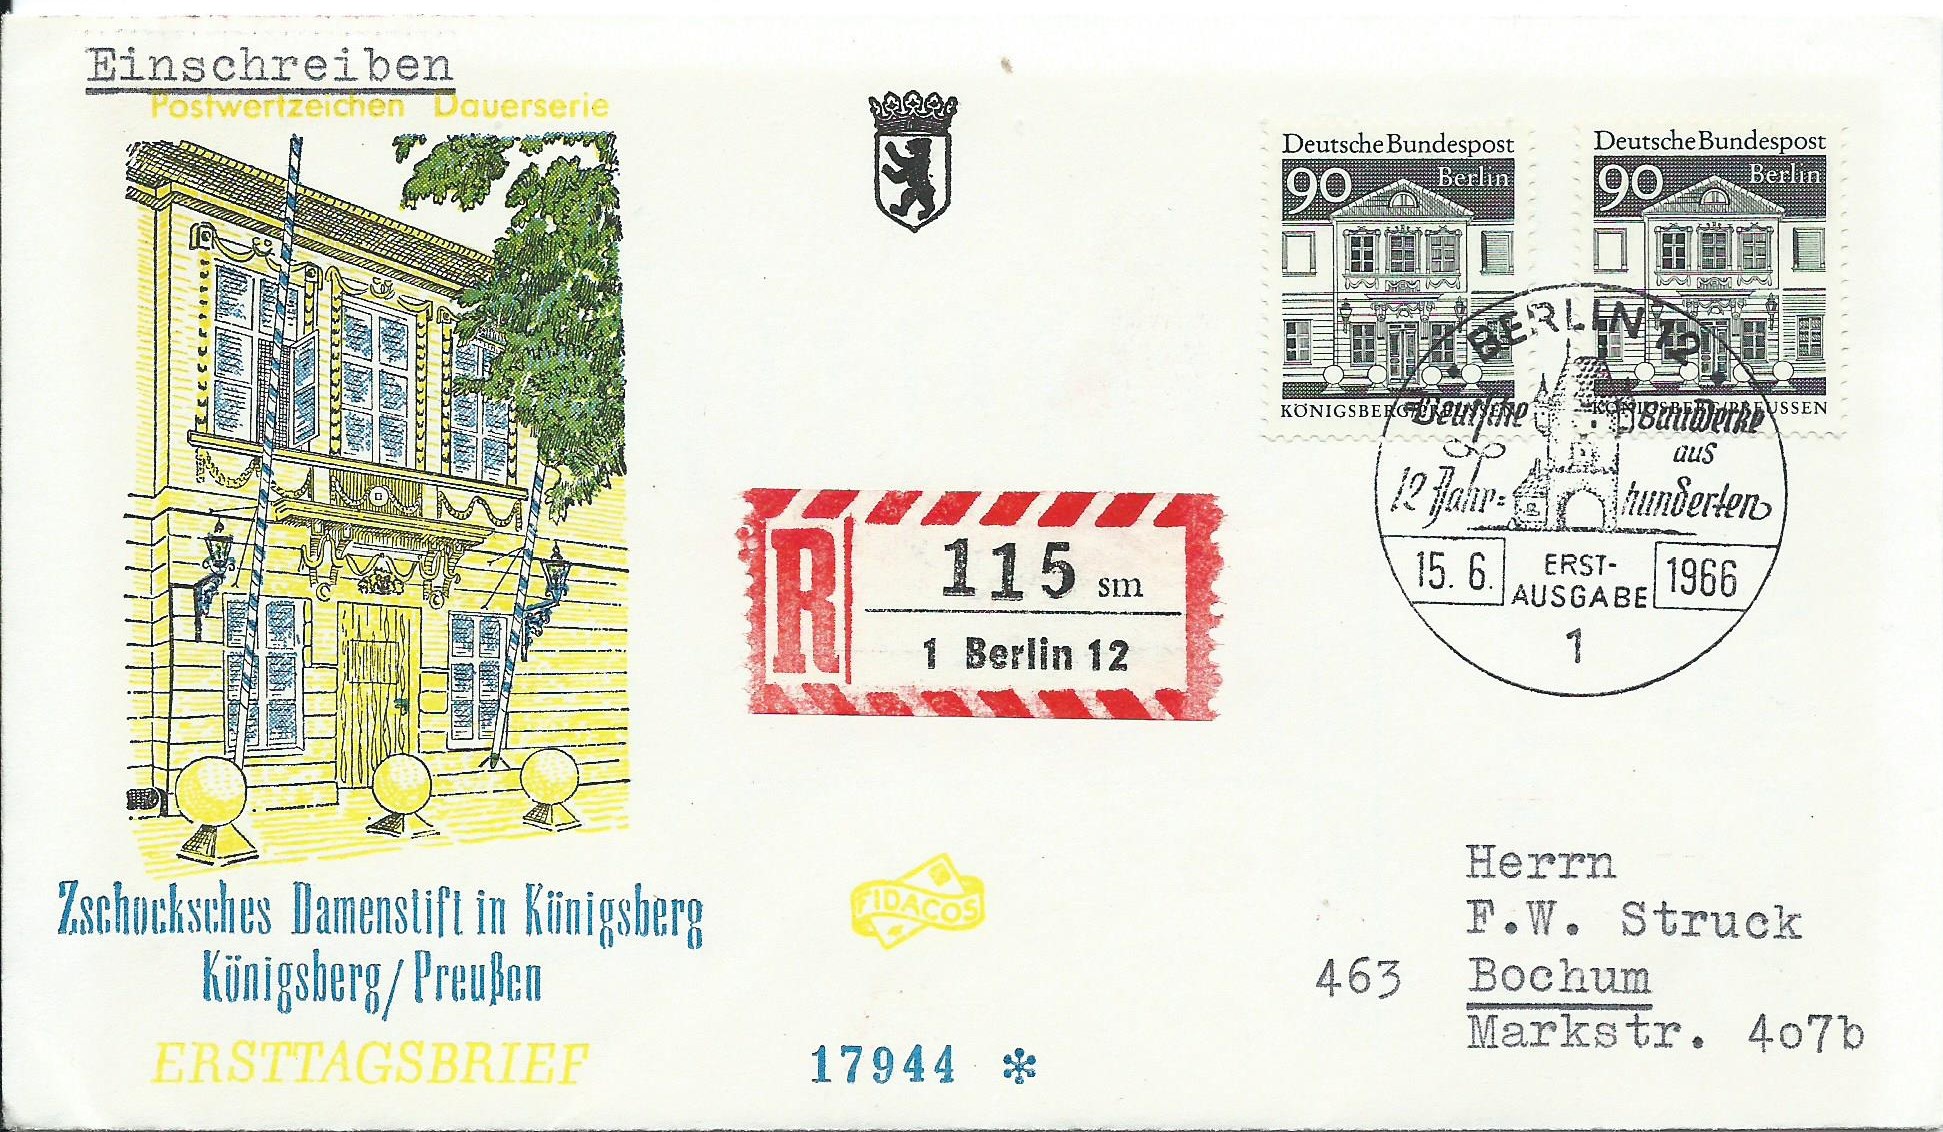 Einschreiben
Postwertzeichen Dauerserie
Deutsche Bundespost
90 Berlin
KÖNIGSBERG/PREUSSEN
Deutsche Bundespost
90 Berlin
KÖNIGSBERG/PREUSSEN
BERLIN 12
Deutsche Bauwerke
aus
12 Jahr= hunderten
15. 6. ERST- 1966
AUSGABE
1
R
115 sm
1 Berlin 12
Zschocksches Damenstift in Königsberg
Königsberg/Preußen
ERSTTAGSBRIEF
FIDACOS
17944 *
Herrn
F.W. Struck
463 Bochum
Markstr. 407b